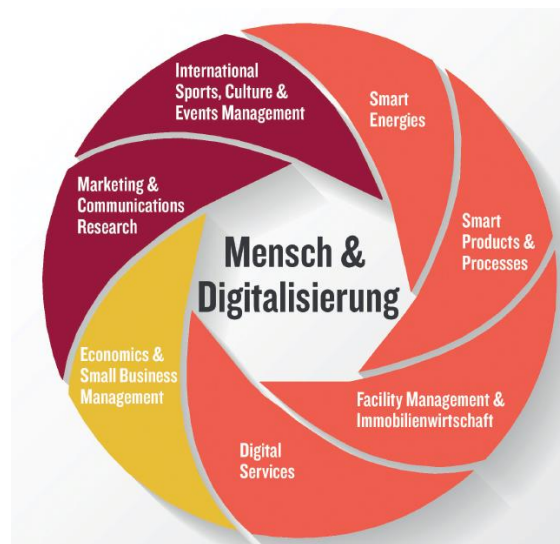 International
Sports, Culture &
Events Management
Smart
Energies
Marketing &
Communications
Research
Smart
Products &
Processes
Mensch &
Digitalisierung
Economics &
Small Business
Management
Facility Management &
Immobilienwirtschaft
Digital
Services